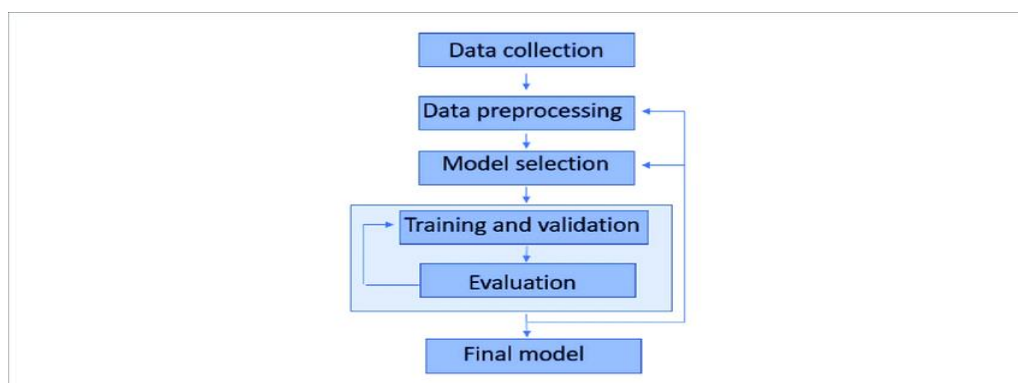 Data collection
Data preprocessing
Model selection
Training and validation
Evaluation
Final model